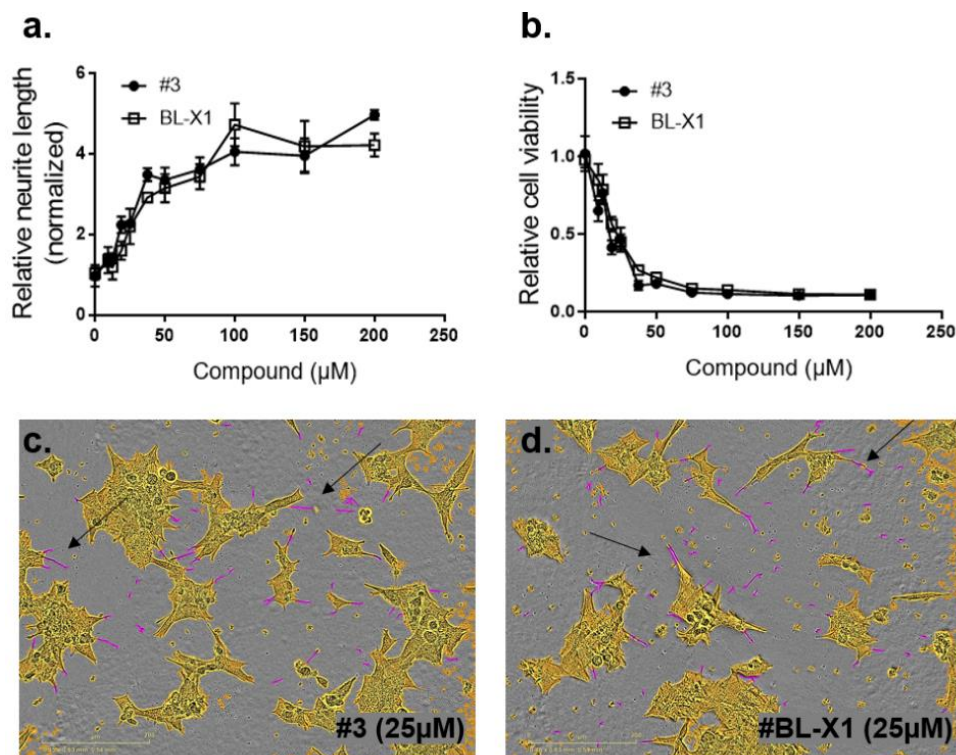 a.
6
4
2
0
Relative neurite length
(normalized)
#3
BL-X1
0 50 100 150 200 250
Compound (µM)
b.
1.5
1.0
0.5
0.0
Relative cell viability
#3
BL-X1
0 50 100 150 200 250
Compound (µM)
c.
#3 (25µM)
d.
#BL-X1 (25µM)